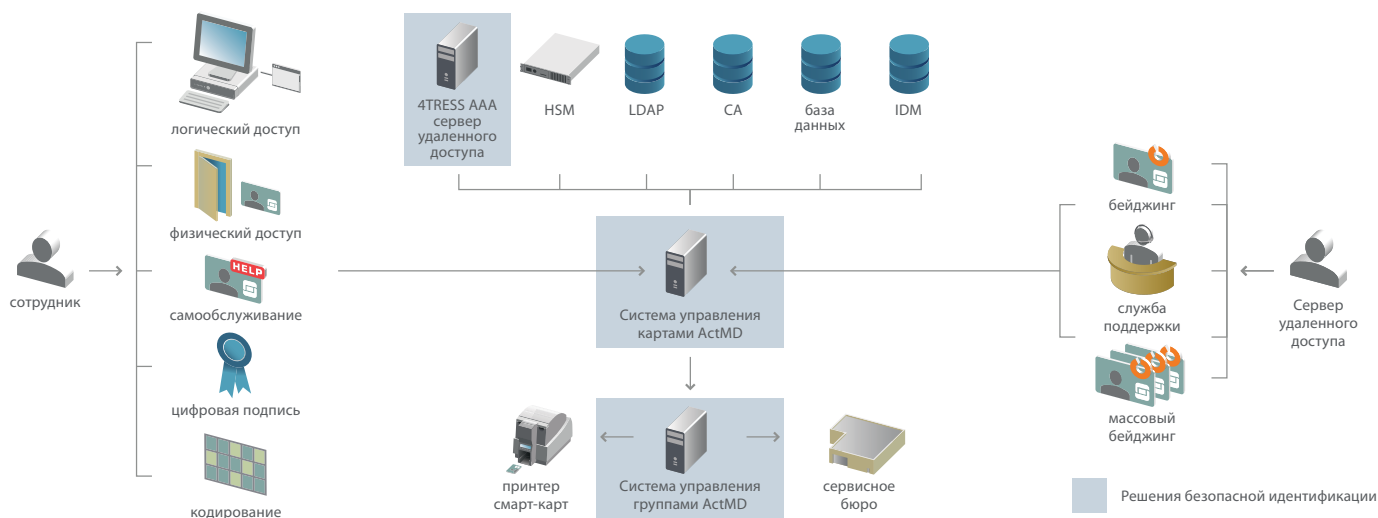 логический доступ
физический доступ
HELP
самообслуживание
цифровая подпись
кодирование
сотрудник
4TRESS AAA
сервер
удаленного
доступа
HSM
LDAP
CA
база
данных
IDM
Система управления
картами ActMD
принтер
смарт-карт
Система управления
группами ActMD
сервисное
бюро
бейджинг
служба
поддержки
массовый
бейджинг
Сервер
удаленного
доступа
Решения безопасной идентификации